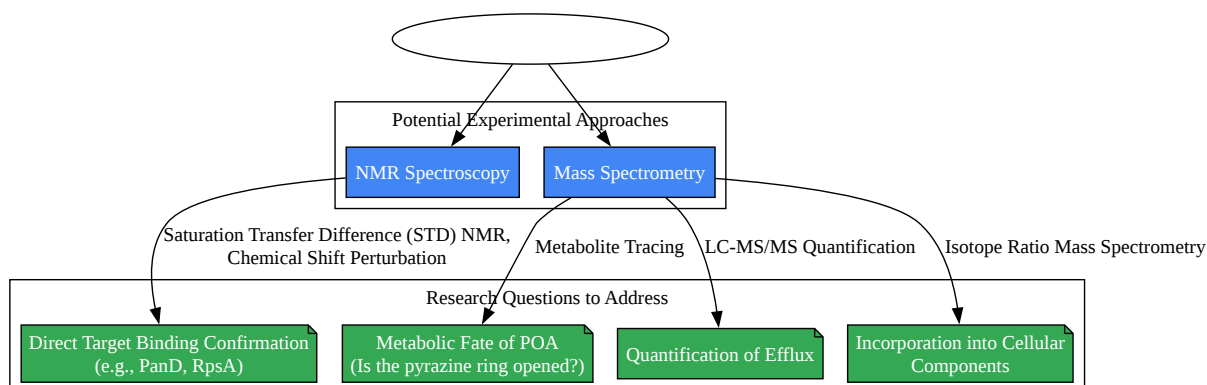 Potential Experimental Approaches
NMR Spectroscopy
Mass Spectrometry
Saturation Transfer Difference (STD) NMR,
Chemical Shift Perturbation
Metabolite Tracing
LC-MS/MS Quantification
Isotope Ratio Mass Spectrometry
Research Questions to Address
Direct Target Binding Confirmation
(e.g., PanD, RpsA)
Metabolic Fate of POA
(Is the pyrazine ring opened?)
Quantification of Efflux
Incorporation into Cellular
Components